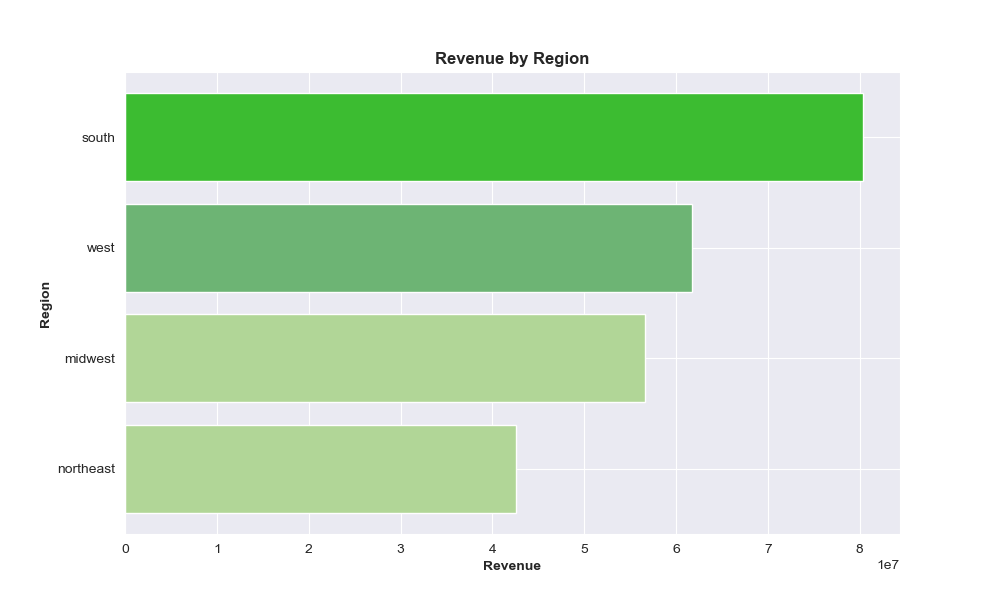 Revenue by Region
south
west
midwest
northeast
Region
0 1 2 3 4 5 6 7 8
1e7
Revenue